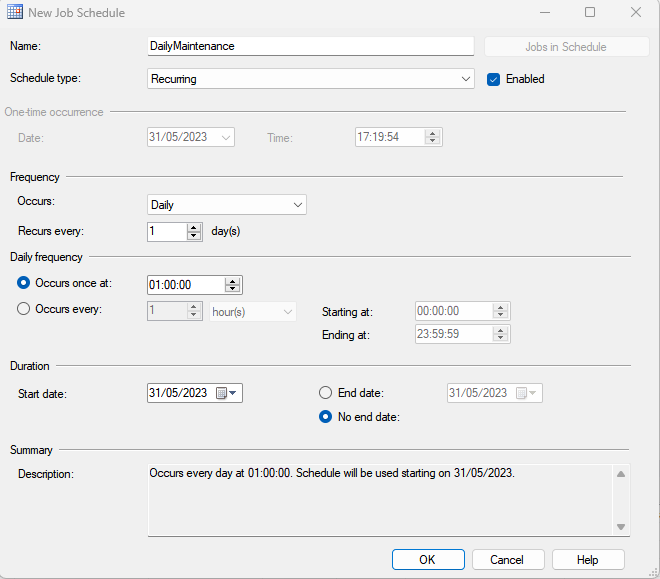 New Job Schedule
Name: DailyMaintenance Jobs in Schedule
Schedule type: Recurring Enabled
One-time occurrence
Date: 31/05/2023 Time: 17:19:54
Frequency
Occurs: Daily
Recurs every: 1 day(s)
Daily frequency
Occurs once at: 01:00:00
Occurs every: 1 hour(s) Starting at: 00:00:00
Ending at: 23:59:59
Duration
Start date: 31/05/2023 End date: 31/05/2023
No end date:
Summary
Description: Occurs every day at 01:00:00. Schedule will be used starting on 31/05/2023.
OK Cancel Help